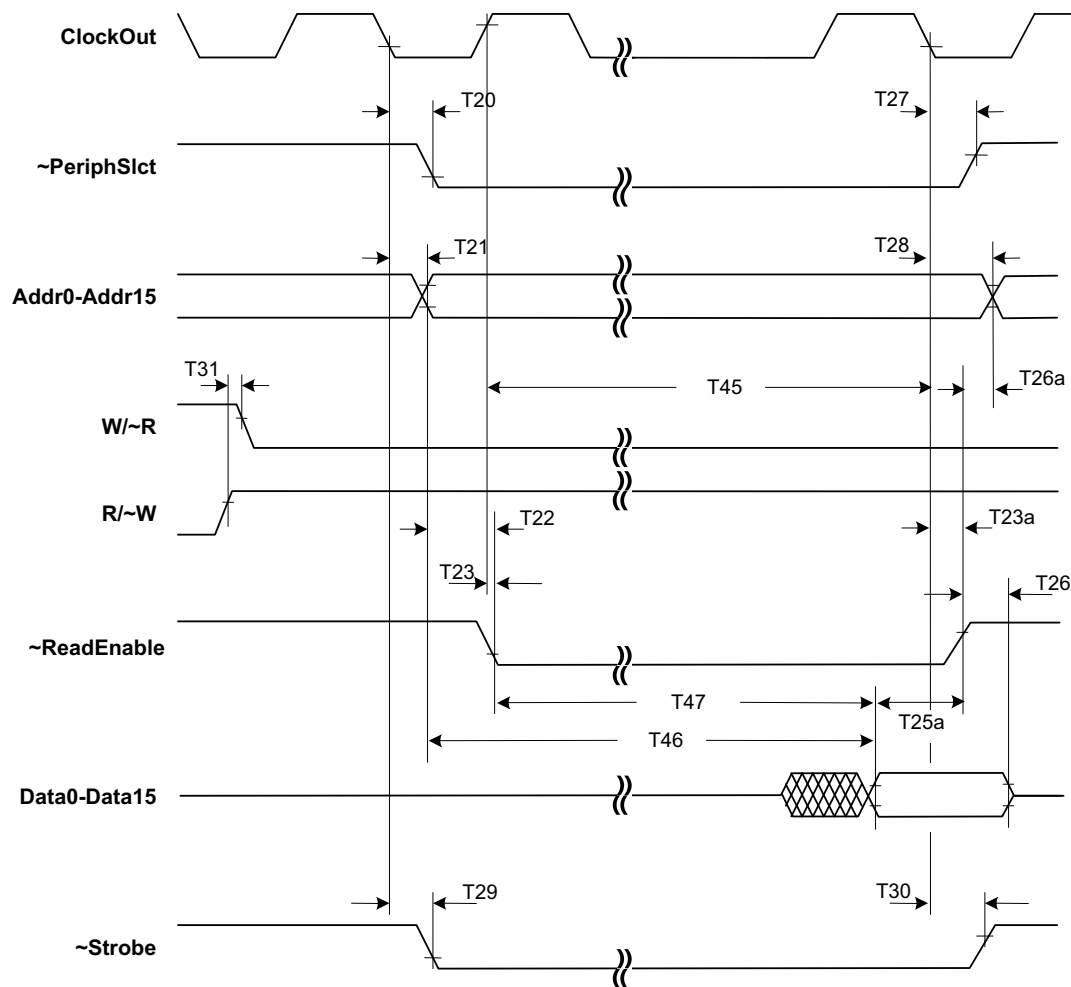 ClockOut
T20
T27
~PeriphSlct
T21
T28
Addr0-Addr15
T31
T45
T26a
W/~R
R/~W
T22
T23a
T23
T26
~ReadEnable
T47
T25a
T46
Data0-Data15
T29
T30
~Strobe